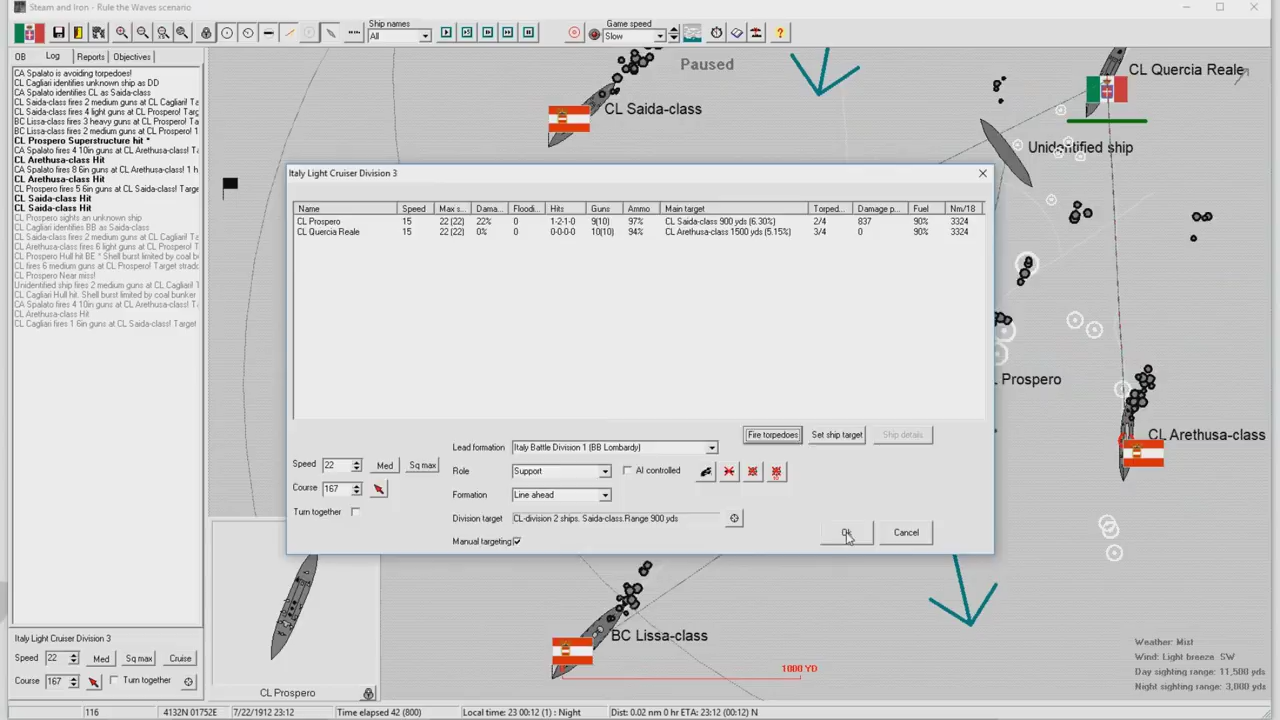 Steam and Iron - Rule the Waves scenario
Ship names
All
Game speed
Slow
OB Log Reports Objectives
CA Spalato is avoiding torpedoes!
CL Cagliari identifies unknown ship as DD
CA Spalato identifies CL as Saida-class
CL Saida-class fires 2 medium guns at CL Cagliari! Ta
CL Saida-class fires 4 light guns at CL Prospero! Targ
BC Lissa-class fires 3 heavy guns at CL Prospero! Ta
BC Lissa-class fires 2 medium guns at CL Prospero! 1
CL Prospero Superstructure hit *
CA Spalato fires 4 10in guns at CL Arethusa-class! Ta
CL Arethusa-class Hit
CA Spalato fires 8 6in guns at CL Arethusa-class! 1 h
CL Arethusa-class Hit
CL Prospero fires 5 6in guns at CL Saida-class! Target
CL Saida-class Hit
CL Saida-class Hit
CL Prospero sights an unknown ship
CL Cagliari identifies BB as Saida-class
CL Saida-class fires 2 medium guns at CL Cagliari! Ta
CL Arethusa-class fires 6 light guns at CL Prospero! T
CL Prospero Hull hit BE * Shell burst limited by coal bu
CL fires 6 medium guns at CL Prospero! Target stradd
CL Prospero Near miss!
Unidentified ship fires 2 medium guns at CL Cagliari! T
CL Cagliari Hull hit. Shell burst limited by coal bunker
CA Spalato fires 4 10in guns at CL Arethusa-class! Ta
CL Arethusa-class Hit
CL Cagliari fires 1 6in guns at CL Saida-class! Target
Paused
CL Saida-class
CL Quercia Reale
Unidentified ship
Italy Light Cruiser Division 3
Name Speed Max s... Dama... Floodi... Hits Guns Ammo Main target Torped... Damage p... Fuel Nm/18
CL Prospero 15 22 (22) 22% 0 1-2-1-0 9(10) 97% CL Saida-class 900 yds (6.30%) 2/4 837 90% 3324
CL Quercia Reale 15 22 (22) 0% 0 0-0-0-0 10(10) 94% CL Arethusa-class 1500 yds (5.15%) 3/4 0 90% 3324
L Prospero
CL Arethusa-class
Fire torpedoes Set ship target Ship details
Lead formation Italy Battle Division 1 (BB Lombardy)
Speed 22 Med Sq max
Role Support AI controlled
Course 167
Formation Line ahead
Turn together
Division target CL-division 2 ships. Saida-class.Range 900 yds
Manual targeting
Ok Cancel
BC Lissa-class
1000 YD
Weather: Mist
Wind: Light breeze SW
Day sighting range: 11,500 yards
Night sighting range: 3,000 yards
Italy Light Cruiser Division 3
Speed 22 Med Sq max Cruise
Course 167 Turn together
CL Prospero
116 4132N 01752E 7/22/1912 23:12 Time elapsed 42 (800) Local time: 23 00:12 (1) : Night Dist: 0.02 nm 0 hr ETA: 23:12 (00:12) N